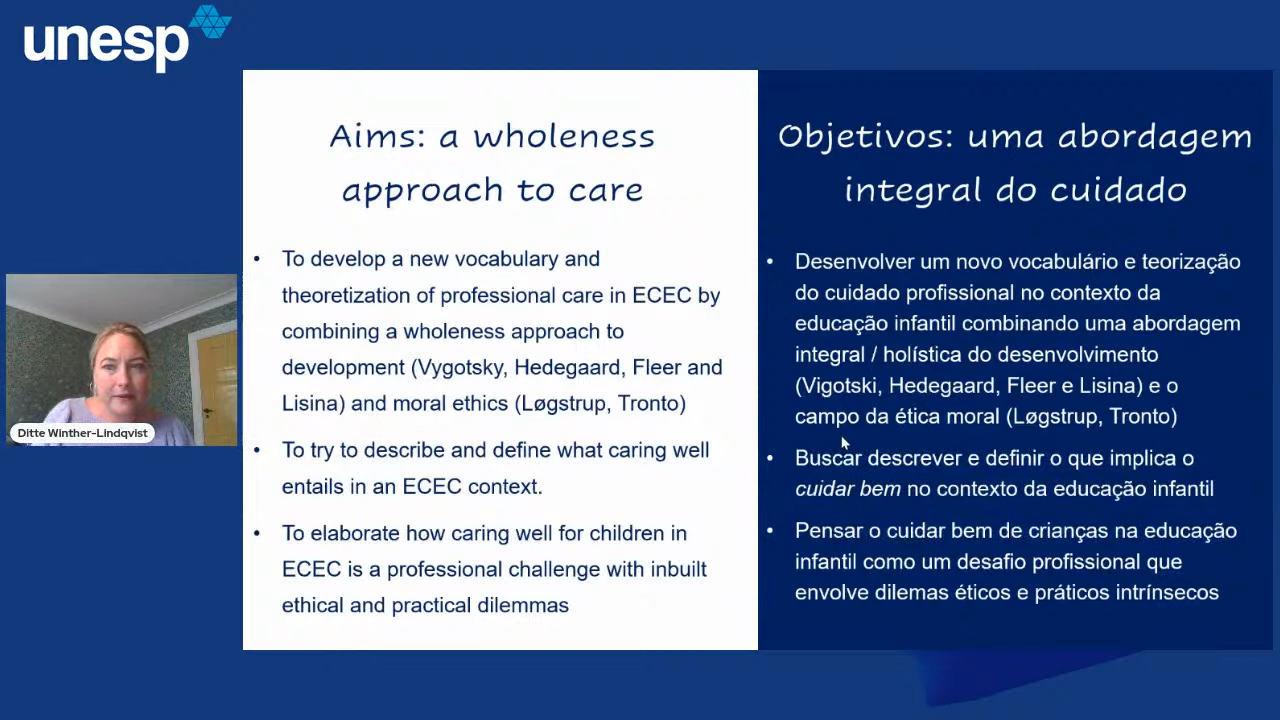 unesp
Aims: a wholeness
approach to care
• To develop a new vocabulary and
theoretization of professional care in ECEC by
combining a wholeness approach to
development (Vygotsky, Hedegaard, Fleer and
Lisina) and moral ethics (Løgstrup, Tronto)
• To try to describe and define what caring well
entails in an ECEC context.
• To elaborate how caring well for children in
ECEC is a professional challenge with inbuilt
ethical and practical dilemmas
Objetivos: uma abordagem
integral do cuidado
• Desenvolver um novo vocabulário e teorização
do cuidado profissional no contexto da
educação infantil combinando uma abordagem
integral / holística do desenvolvimento
(Vigotski, Hedegaard, Fleer e Lisina) e o
campo da ética moral (Løgstrup, Tronto)
• Buscar descrever e definir o que implica o
cuidar bem no contexto da educação infantil
• Pensar o cuidar bem de crianças na educação
infantil como um desafio profissional que
envolve dilemas éticos e práticos intrínsecos
Ditte Winther-Lindqvist